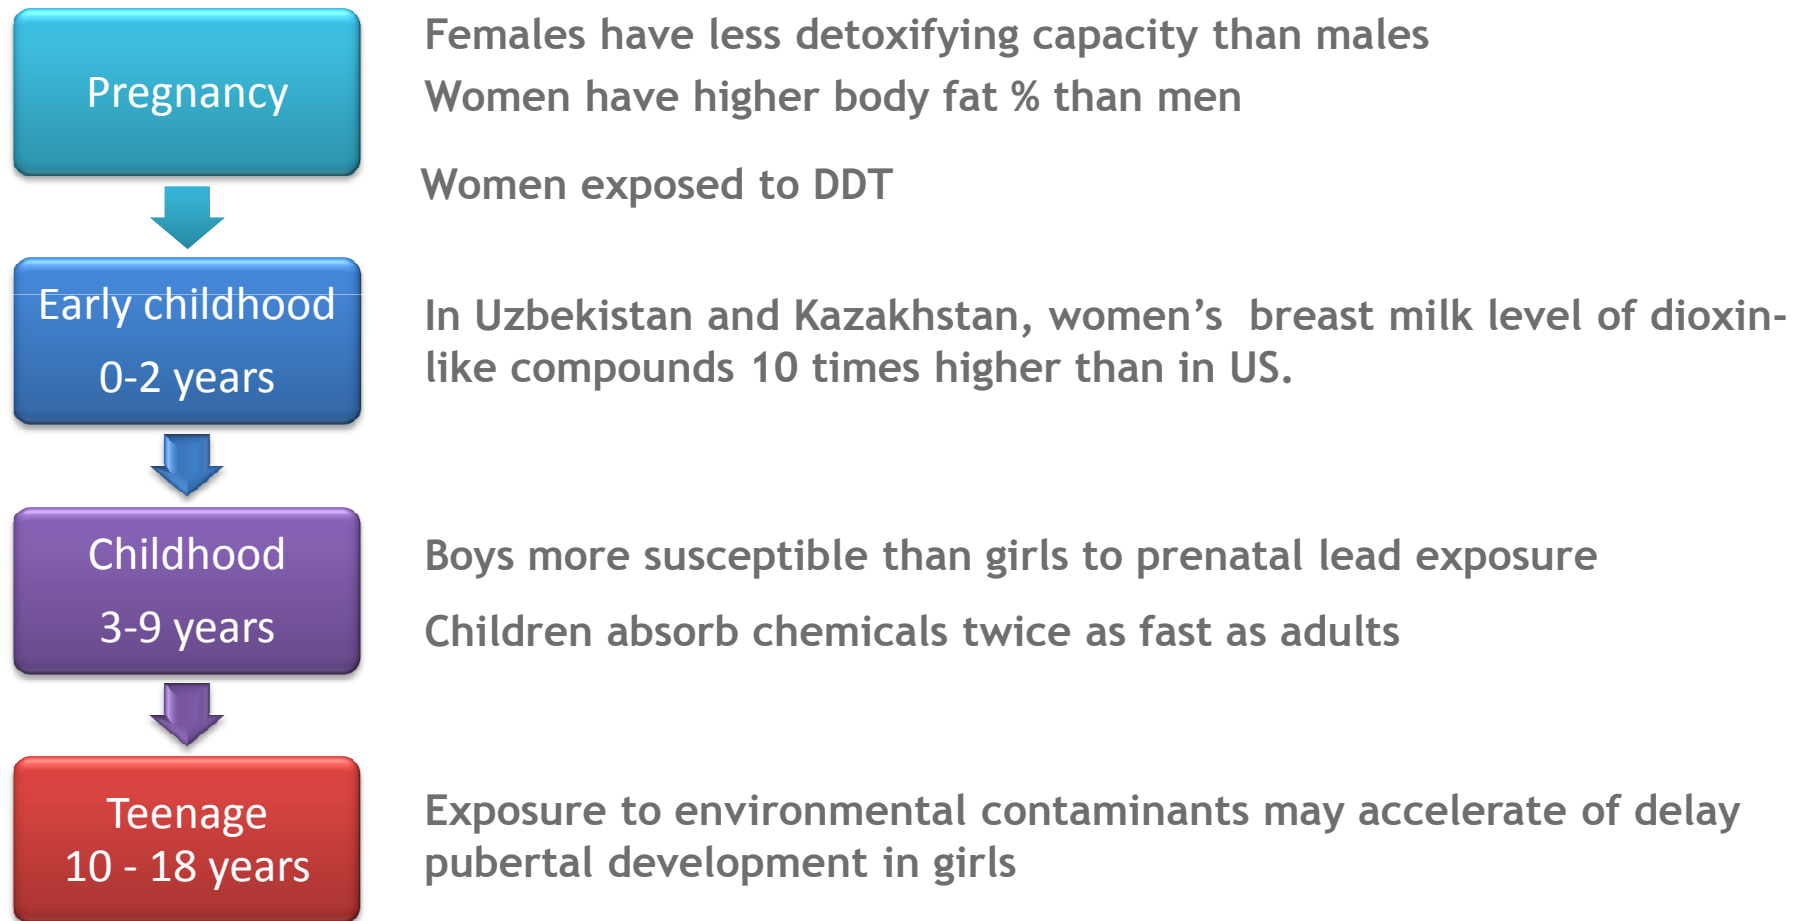 Pregnancy
Females have less detoxifying capacity than males
Women have higher body fat % than men
Women exposed to DDT
Early childhood
0-2 years
In Uzbekistan and Kazakhstan, women’s  breast milk level of dioxin-
like compounds 10 times higher than in US.
Childhood
3-9 years
Boys more susceptible than girls to prenatal lead exposure
Children absorb chemicals twice as fast as adults
Teenage
10 - 18 years
Exposure to environmental contaminants may accelerate of delay
pubertal development in girls